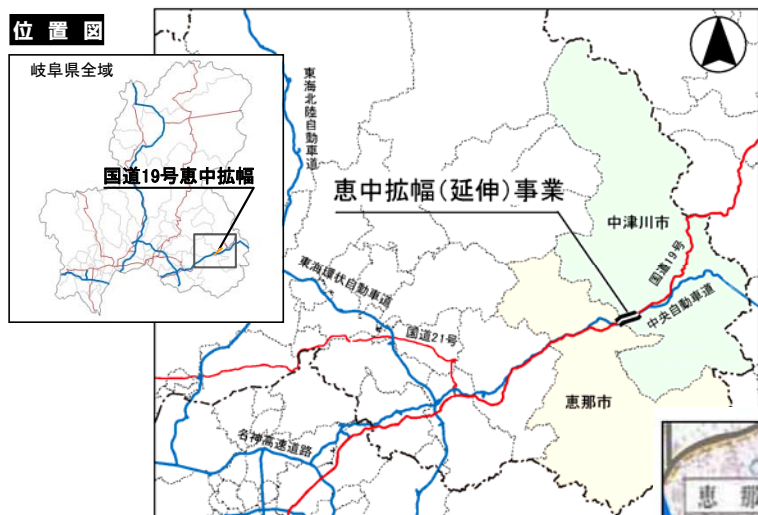 位置図
岐阜県全域
国道19号恵中拡幅
東海北陸自動車道
恵中拡幅(延伸)事業
中津川市
国道19号
東海環状自動車道
中央自動車道
国道21号
恵那市
名神高速道路
恵那